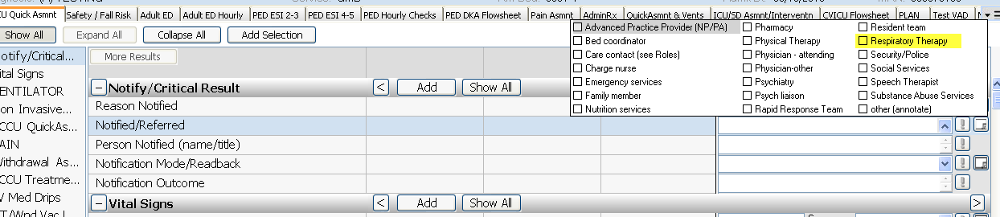 U Quick Asmnt Safety / Fall Risk Adult ED Adult ED Hourly PED ESI 2-3 PED ESI 4-5 PED Hourly Checks PED DKA Flowsheet Pain Asmnt AdminRx QuickAsmnt & Vents ICU/SD Asmnt/Interventn CVICU Flowsheet PLAN Test VAD
Show All Expand All Collapse All Add Selection
Advanced Practice Provider (NP/PA) Pharmacy Resident team
Bed coordinator Physical Therapy Respiratory Therapy
Care contact (see Roles) Physician - attending Security/Police
Charge nurse Physician-other Social Services
Emergency services Psychiatry Speech Therapist
Family member Psych liaison Substance Abuse Services
Nutrition services Rapid Response Team other (annotate)
otify/Critical...
ital Signs
ENTILATOR
on Invasive...
CCU QuickAs...
AIN
ithdrawal As...
CCU Treatme...
V Med Drips
T/Wnd Vac I
More Results
Notify/Critical Result < Add Show All
Reason Notified
Notified/Referred
Person Notified (name/title)
Notification Mode/Readback
Notification Outcome
Vital Signs < Add Show All >